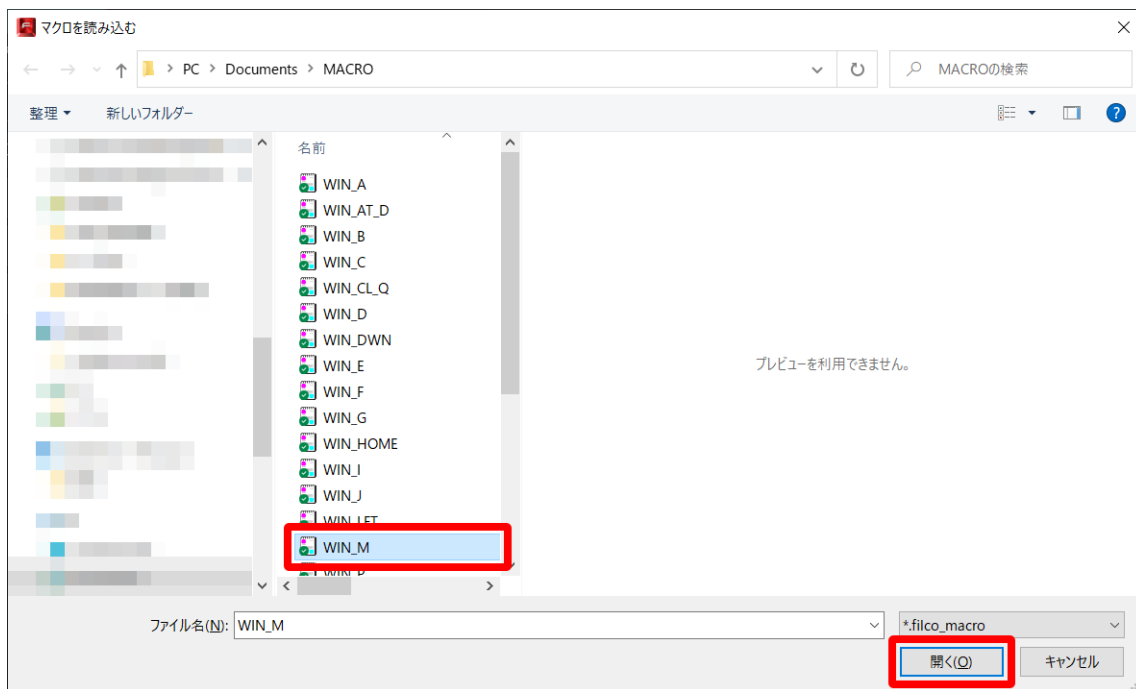 マクロを読み込む
PC > Documents > MACRO
MACROの検索
整理 新しいフォルダー
名前
WIN_A
WIN_AT_D
WIN_B
WIN_C
WIN_CL_Q
WIN_D
WIN_DWN
WIN_E
WIN_F
WIN_G
WIN_HOME
WIN_I
WIN_J
WIN_LFT
WIN_M
プレビューを利用できません。
ファイル名(N): WIN_M
*.filco_macro
開く(O) キャンセル